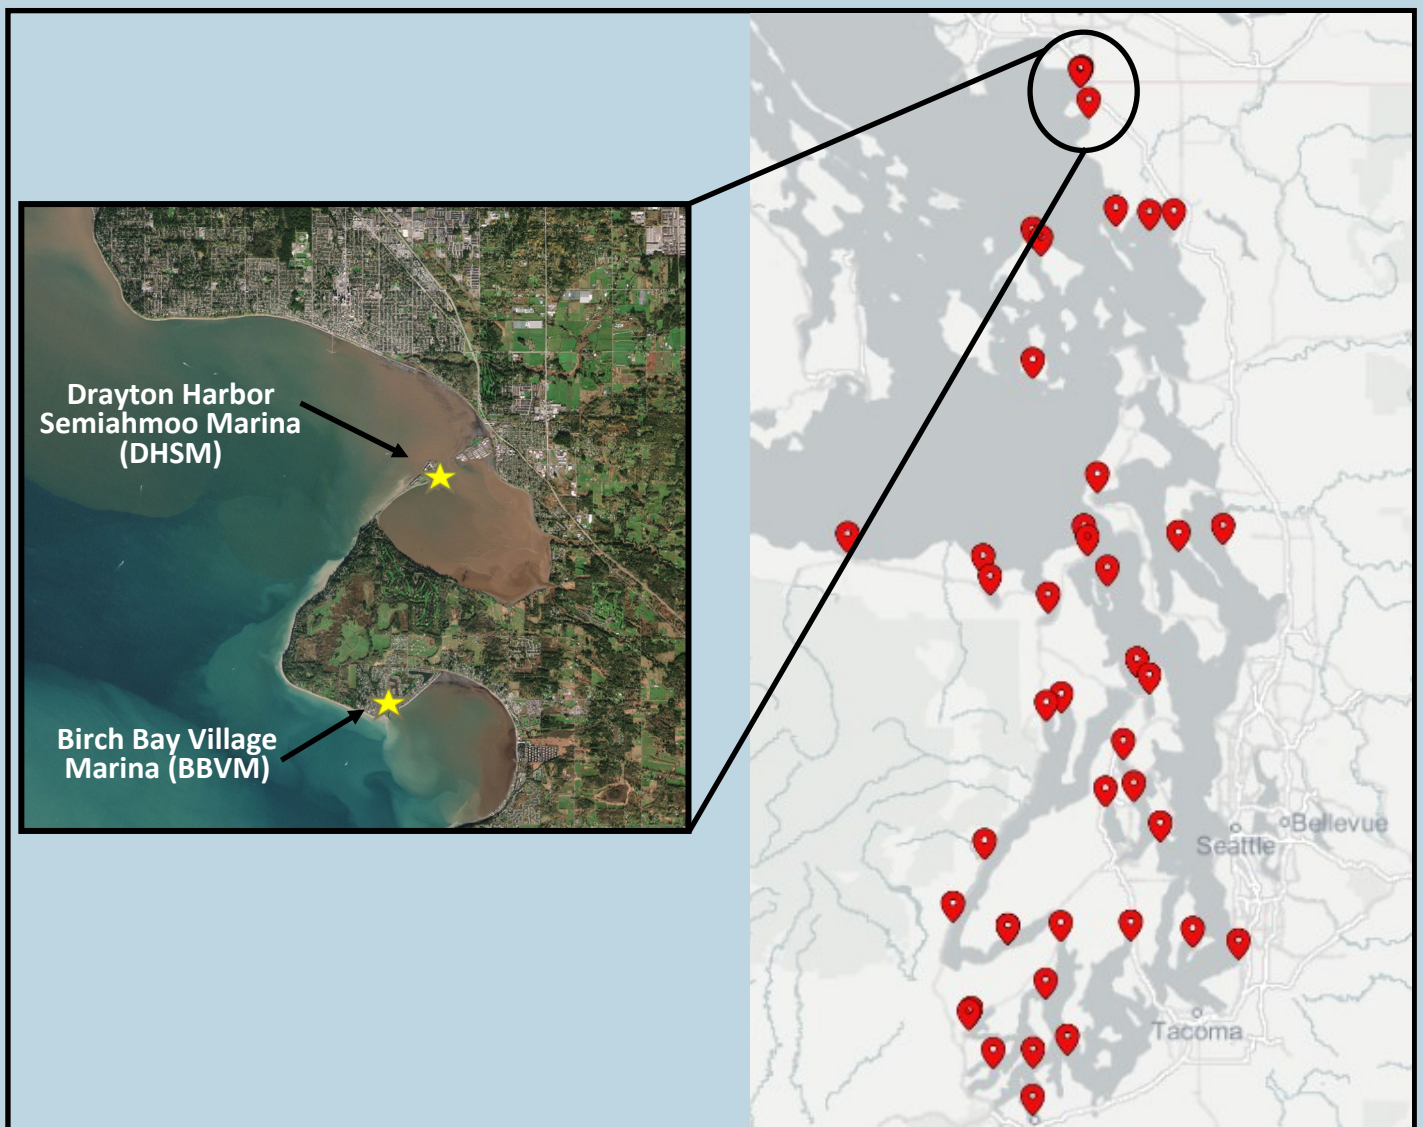 Drayton Harbor
Semiahmoo Marina
(DHSM)
Birch Bay Village
Marina (BBVM)
Bellevue
Seattle
Tacoma